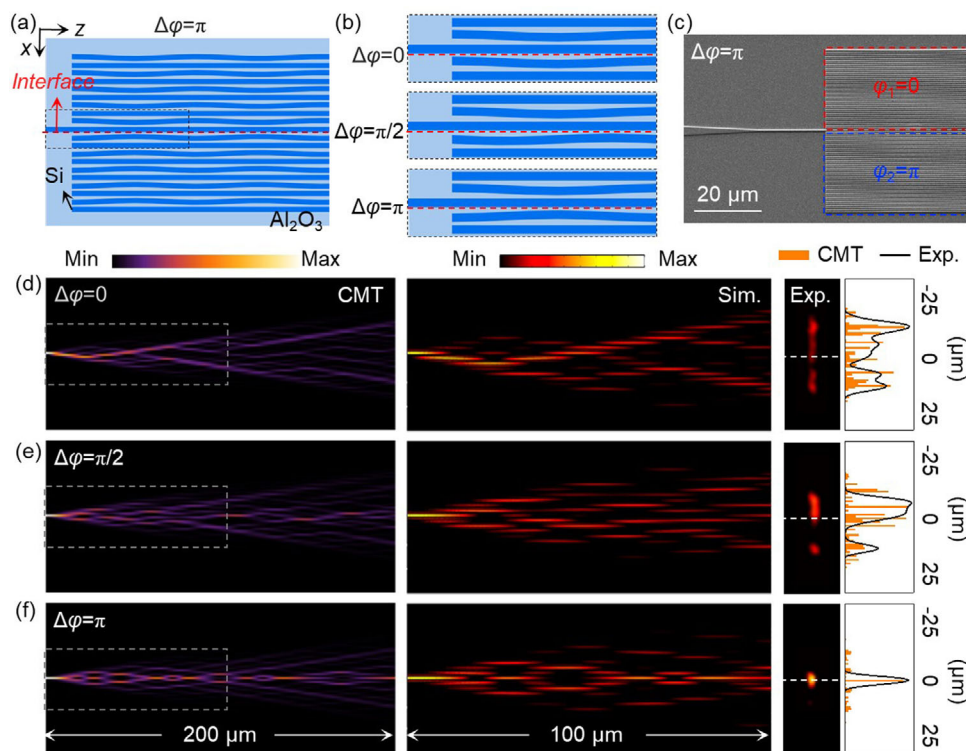 (a)
z
x
Δφ=π
Interface
Si
Al₂O₃
(b)
Δφ=0
Δφ=π/2
Δφ=π
(c)
Δφ=π
φ₁=0
φ₂=π
20 μm
Min Max
Min Max
CMT Exp.
(d) Δφ=0 CMT Sim. Exp.
-25
0
25
(μm)
(e) Δφ=π/2
-25
0
25
(μm)
(f) Δφ=π
-25
0
25
(μm)
200 μm
100 μm